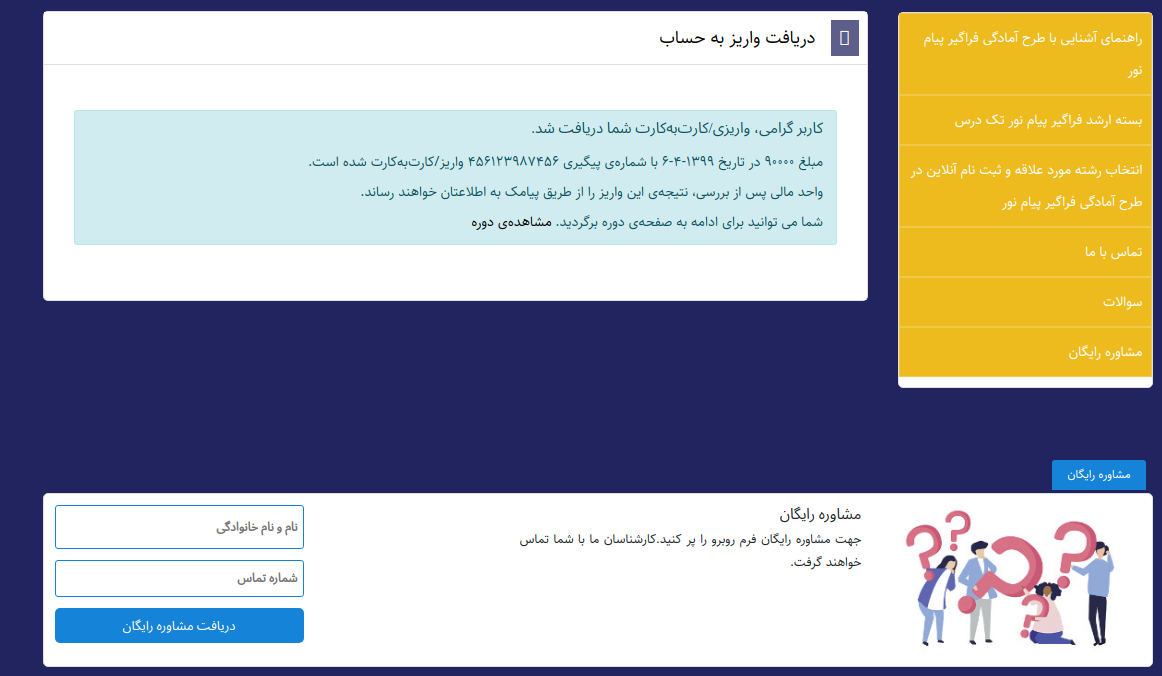 راهنمای آشنایی با طرح آمادگی فراگیر پیام
نور
بسته ارشد فراگیر پیام نور تک درس
انتخاب رشته مورد علاقه و ثبت نام آنلاین در
طرح آمادگی فراگیر پیام نور
تماس با ما
سوالات
مشاوره رایگان
دریافت واریز به حساب
کاربر گرامی، واریزی/کارت‌به‌کارت شما دریافت شد.
مبلغ ۹۰۰۰۰ در تاریخ ۱۳۹۹-۴-۶ با شماره‌ی پیگیری ۴۵۶۱۲۳۹۸۷۴۵۶ واریز/کارت‌به‌کارت شده است.
واحد مالی پس از بررسی، نتیجه‌ی این واریز را از طریق پیامک به اطلاعتان خواهند رساند.
شما می توانید برای ادامه به صفحه‌ی دوره برگردید. مشاهده‌ی دوره
مشاوره رایگان
مشاوره رایگان
جهت مشاوره رایگان فرم روبرو را پر کنید.کارشناسان ما با شما تماس
خواهند گرفت.
نام و نام خانوادگی
شماره تماس
دریافت مشاوره رایگان